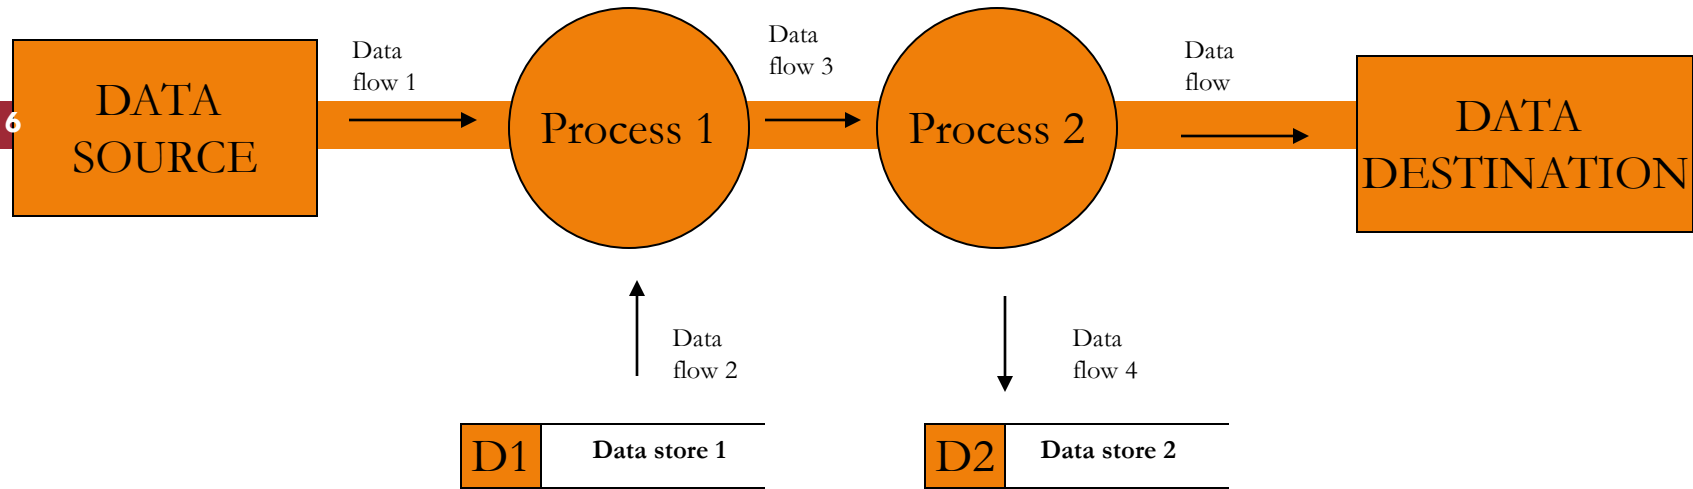 6
DATA
SOURCE
Data
flow 1
Process 1
Data
flow 3
Process 2
Data
flow
DATA
DESTINATION
Data
flow 2
Data
flow 4
D1
Data store 1
D2
Data store 2